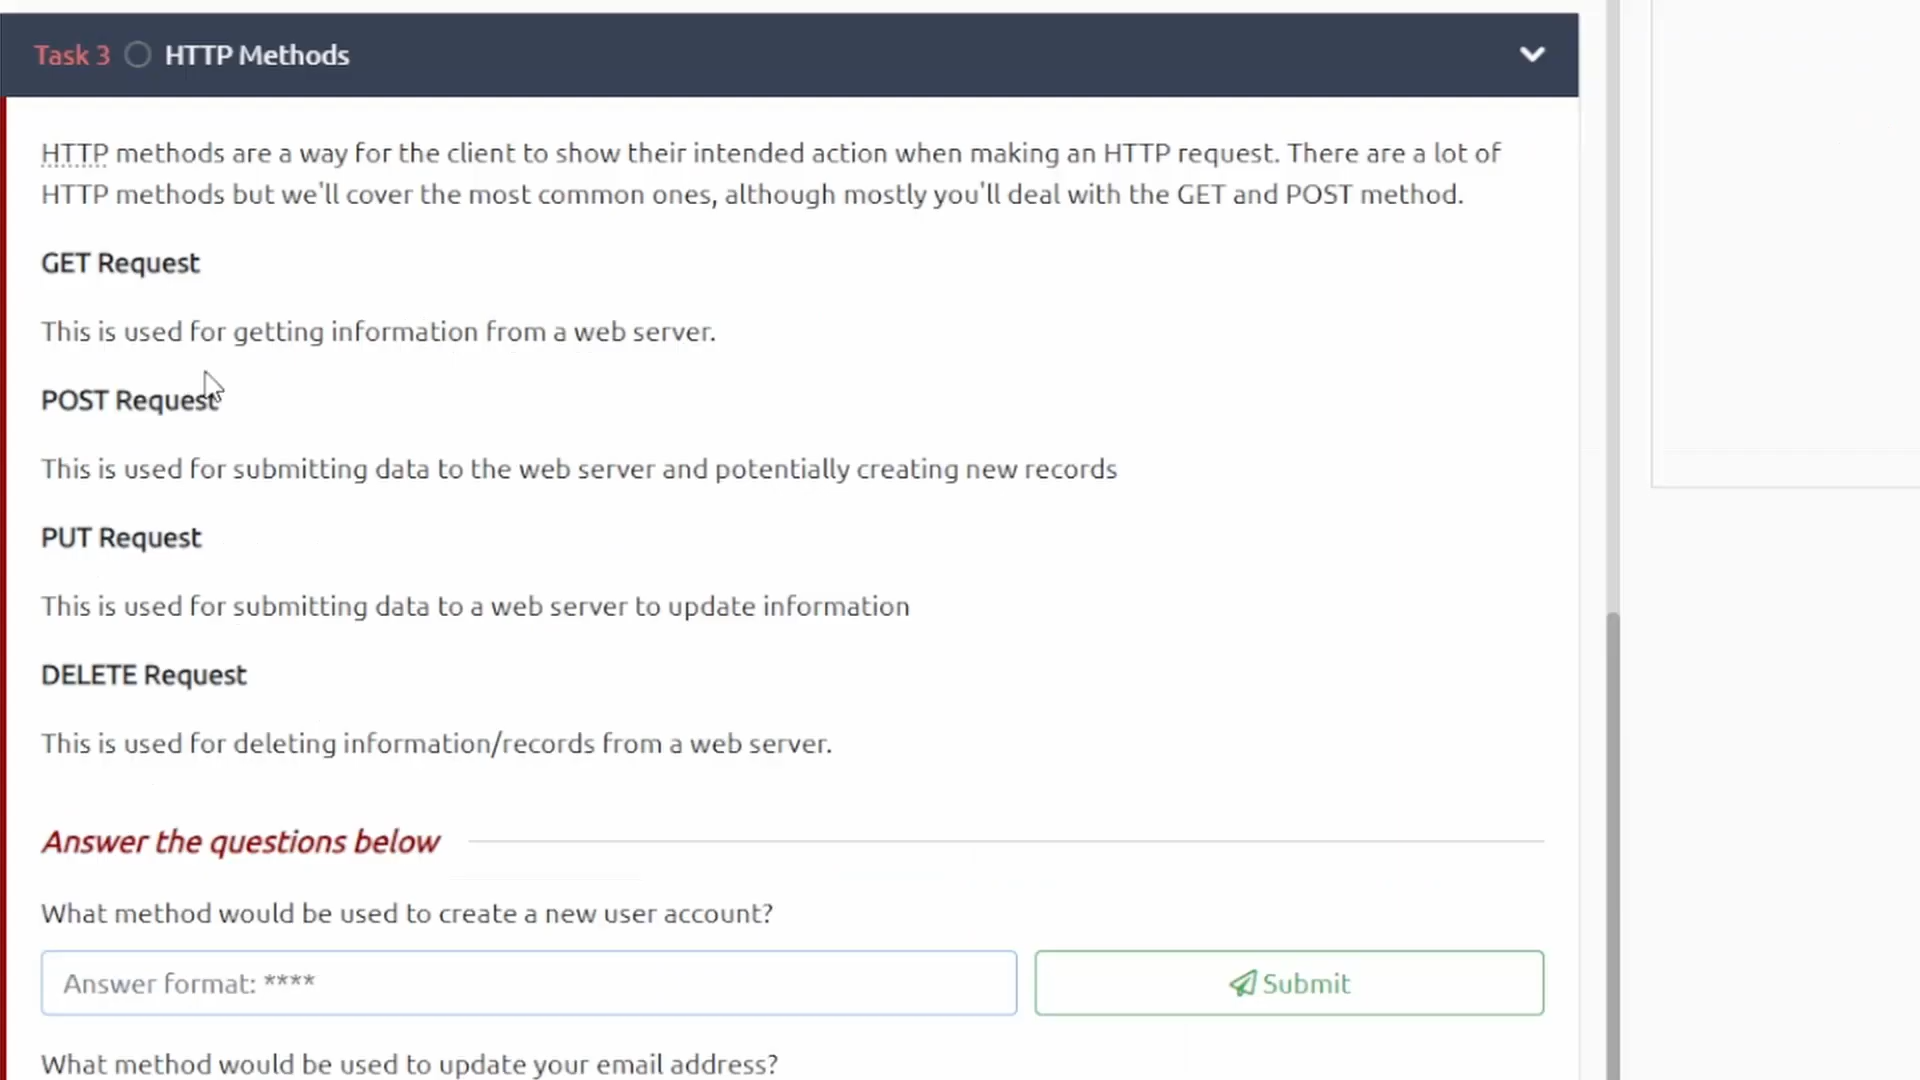 Task 3 HTTP Methods
HTTP methods are a way for the client to show their intended action when making an HTTP request. There are a lot of
HTTP methods but we'll cover the most common ones, although mostly you'll deal with the GET and POST method.
GET Request
This is used for getting information from a web server.
POST Request
This is used for submitting data to the web server and potentially creating new records
PUT Request
This is used for submitting data to a web server to update information
DELETE Request
This is used for deleting information/records from a web server.
Answer the questions below
What method would be used to create a new user account?
Answer format: ****
Submit
What method would be used to update your email address?